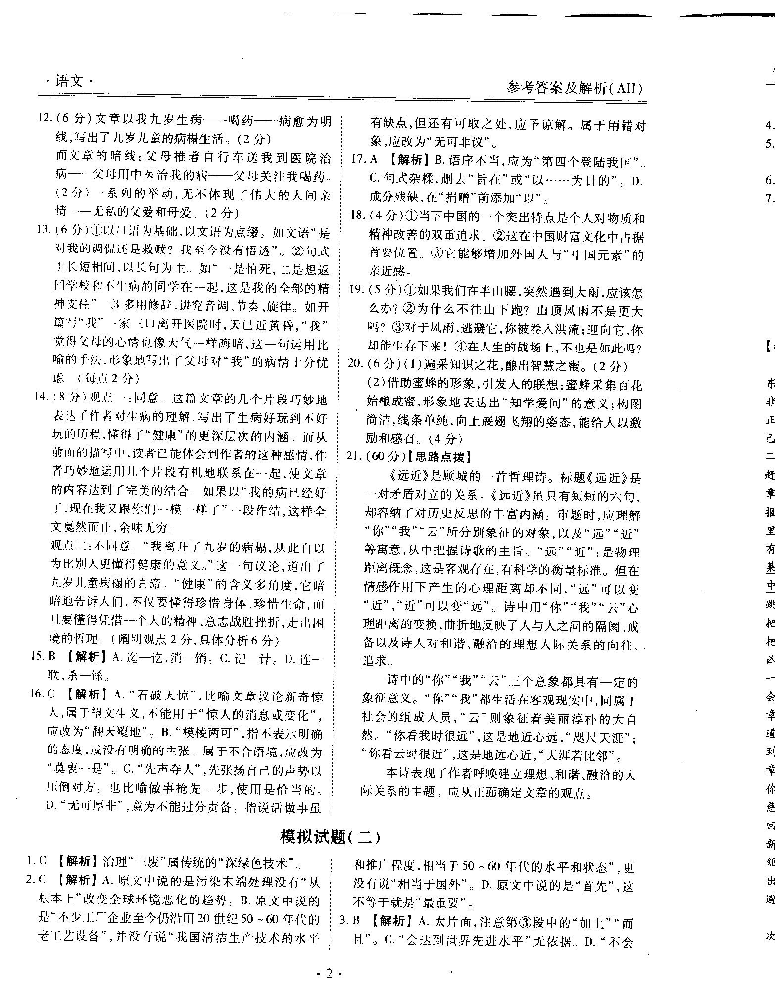 ·语文·
参考答案及解析(AH)
12.(6分)文章以我九岁生病——喝药——病愈为明
线,写出了九岁儿童的病榻生活。(2分)
而文章的暗线:父母推着自行车送我到医院治
病——父母用中医治我的病——父母关注我喝药。
(2分)一系列的举动,无不体现了伟大的人间亲
情——无私的父爱和母爱。(2分)
13.(6分)①以口语为基础,以文语为点缀。如文语“是
对我的调侃还是救赎?我至今没有悟透”。②句式
上长短相间,以长句为主。如“一是怕死,二是想返
回学校和不生病的同学在一起,这是我的全部的精
神支柱” ③多用修辞,讲究音调、节奏、旋律。如开
篇写“我”一家三口离开医院时,天已近黄昏,“我”
觉得父母的心情也像天气一样晦暗,这一句运用比
喻的手法,形象地写出了父母对“我”的病情十分忧
虑 (每点2分)
14.(8分)观点一:同意。这篇文章的几个片段巧妙地
表达了作者对生病的理解,写出了生病好玩到不好
玩的历程,懂得了“健康”的更深层次的内涵。而从
前面的描写中,读者已能体会到作者的这种感情,作
者巧妙地运用几个片段有机地联系在一起,使文章
的内容达到了完美的结合。如果以“我的病已经好
了,现在我又跟你们一模一样了”一段作结,这样全
文戛然而止,余味无穷。
观点二:不同意。“我离开了九岁的病榻,从此自以
为比别人更懂得健康的意义。”这一句议论,道出了
九岁儿童病榻的真谛。“健康”的含义多角度,它暗
暗地告诉人们,不仅要懂得珍惜身体、珍惜生命,而
且要懂得凭借一个人的精神、意志战胜挫折,走出困
境的哲理。(阐明观点2分,具体分析6分)
15.B 【解析】A.迄—讫,消—销。C.记—计。D.连—
联,杀—铩。
16.C 【解析】A.“石破天惊”,比喻文章议论新奇惊
人,属于望文生义,不能用于“惊人的消息或变化”,
应改为“翻天覆地”。B.“模棱两可”,指不表示明确
的态度,或没有明确的主张。属于不合语境,应改为
“莫衷一是”。C.“先声夺人”,先张扬自己的声势以
压倒对方。也比喻做事抢先一步,使用是恰当的。
D.“无可厚非”,意为不能过分责备。指说话做事虽
有缺点,但还有可取之处,应予谅解。属于用错对
象,应改为“无可非议”。
17.A 【解析】B.语序不当,应为“第四个登陆我国”。
C.句式杂糅,删去“旨在”或“以……为目的”。D.
成分残缺,在“捐赠”前添加“以”。
18.(4分)①当下中国的一个突出特点是个人对物质和
精神改善的双重追求。②这在中国财富文化中占据
首要位置。③它能够增加外国人与“中国元素”的
亲近感。
19.(5分)①如果我们在半山腰,突然遇到大雨,应该怎
么办?②为什么不往山下跑?山顶风雨不是更大
吗?③对于风雨,逃避它,你被卷入洪流;迎向它,你
却能生存下来!④在人生的战场上,不也是如此吗?
20.(6分)(1)遍采知识之花,酿出智慧之蜜。(2分)
(2)借助蜜蜂的形象,引发人的联想:蜜蜂采集百花
始酿成蜜,形象地表达出“知学爱问”的意义;构图
简洁,线条单纯,向上展翅飞翔的姿态,能给人以激
励和感召。(4分)
21.(60分)【思路点拨】
《远近》是顾城的一首哲理诗。标题《远近》是
一对矛盾对立的关系。《远近》虽只有短短的六句,
却容纳了对历史反思的丰富内涵。审题时,应理解
“你”“我”“云”所分别象征的对象,以及“远”“近”
等寓意,从中把握诗歌的主旨。“远”“近”:是物理
距离概念,这是客观存在,有科学的衡量标准。但在
情感作用下产生的心理距离却不同,“远”可以变
“近”,“近”可以变“远”。诗中用“你”“我”“云”心
理距离的变换,曲折地反映了人与人之间的隔阂、戒
备以及诗人对和谐、融洽的理想人际关系的向往、
追求。
诗中的“你”“我”“云”三个意象都具有一定的
象征意义。“你”“我”都生活在客观现实中,同属于
社会的组成人员,“云”则象征着美丽淳朴的大自
然。“你看我时很远”,这是地近心远,“咫尺天涯”;
“你看云时很近”,这是地远心近,“天涯若比邻”。
本诗表现了作者呼唤建立理想、和谐、融洽的人
际关系的主题。应从正面确定文章的观点。
模拟试题(二)
1.C 【解析】治理“三废”属传统的“深绿色技术”。
2.C 【解析】A.原文中说的是污染末端处理没有“从
根本上”改变全球环境恶化的趋势。B.原文中说的
是“不少工厂企业至今仍沿用20世纪50~60年代的
老工艺设备”,并没有说“我国清洁生产技术的水平
和推广程度,相当于50~60年代的水平和状态”,更
没有说“相当于国外”。D.原文中说的是“首先”,这
不等于就是“最重要”。
3.B 【解析】A.太片面,注意第③段中的“加上”“而
且”。C.“会达到世界先进水平”无依据。D.“不会
·2·
4.
5.
6.
7.
东
非
正
己
二
赶
章
报
里
有
菜
中
跳
把
把
凶
一
会
章
道
到
章
你
慈
回
新
矩
出
避
次